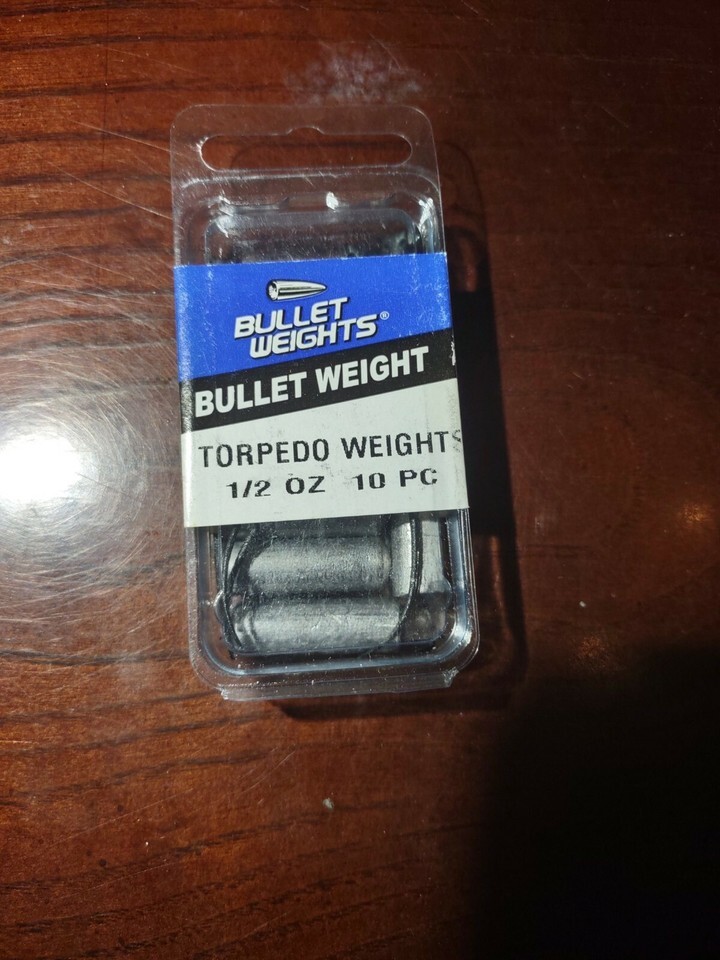 BULLET
WEIGHTS®
BULLET WEIGHT
TORPEDO WEIGHTS
1/2 OZ 10 PC